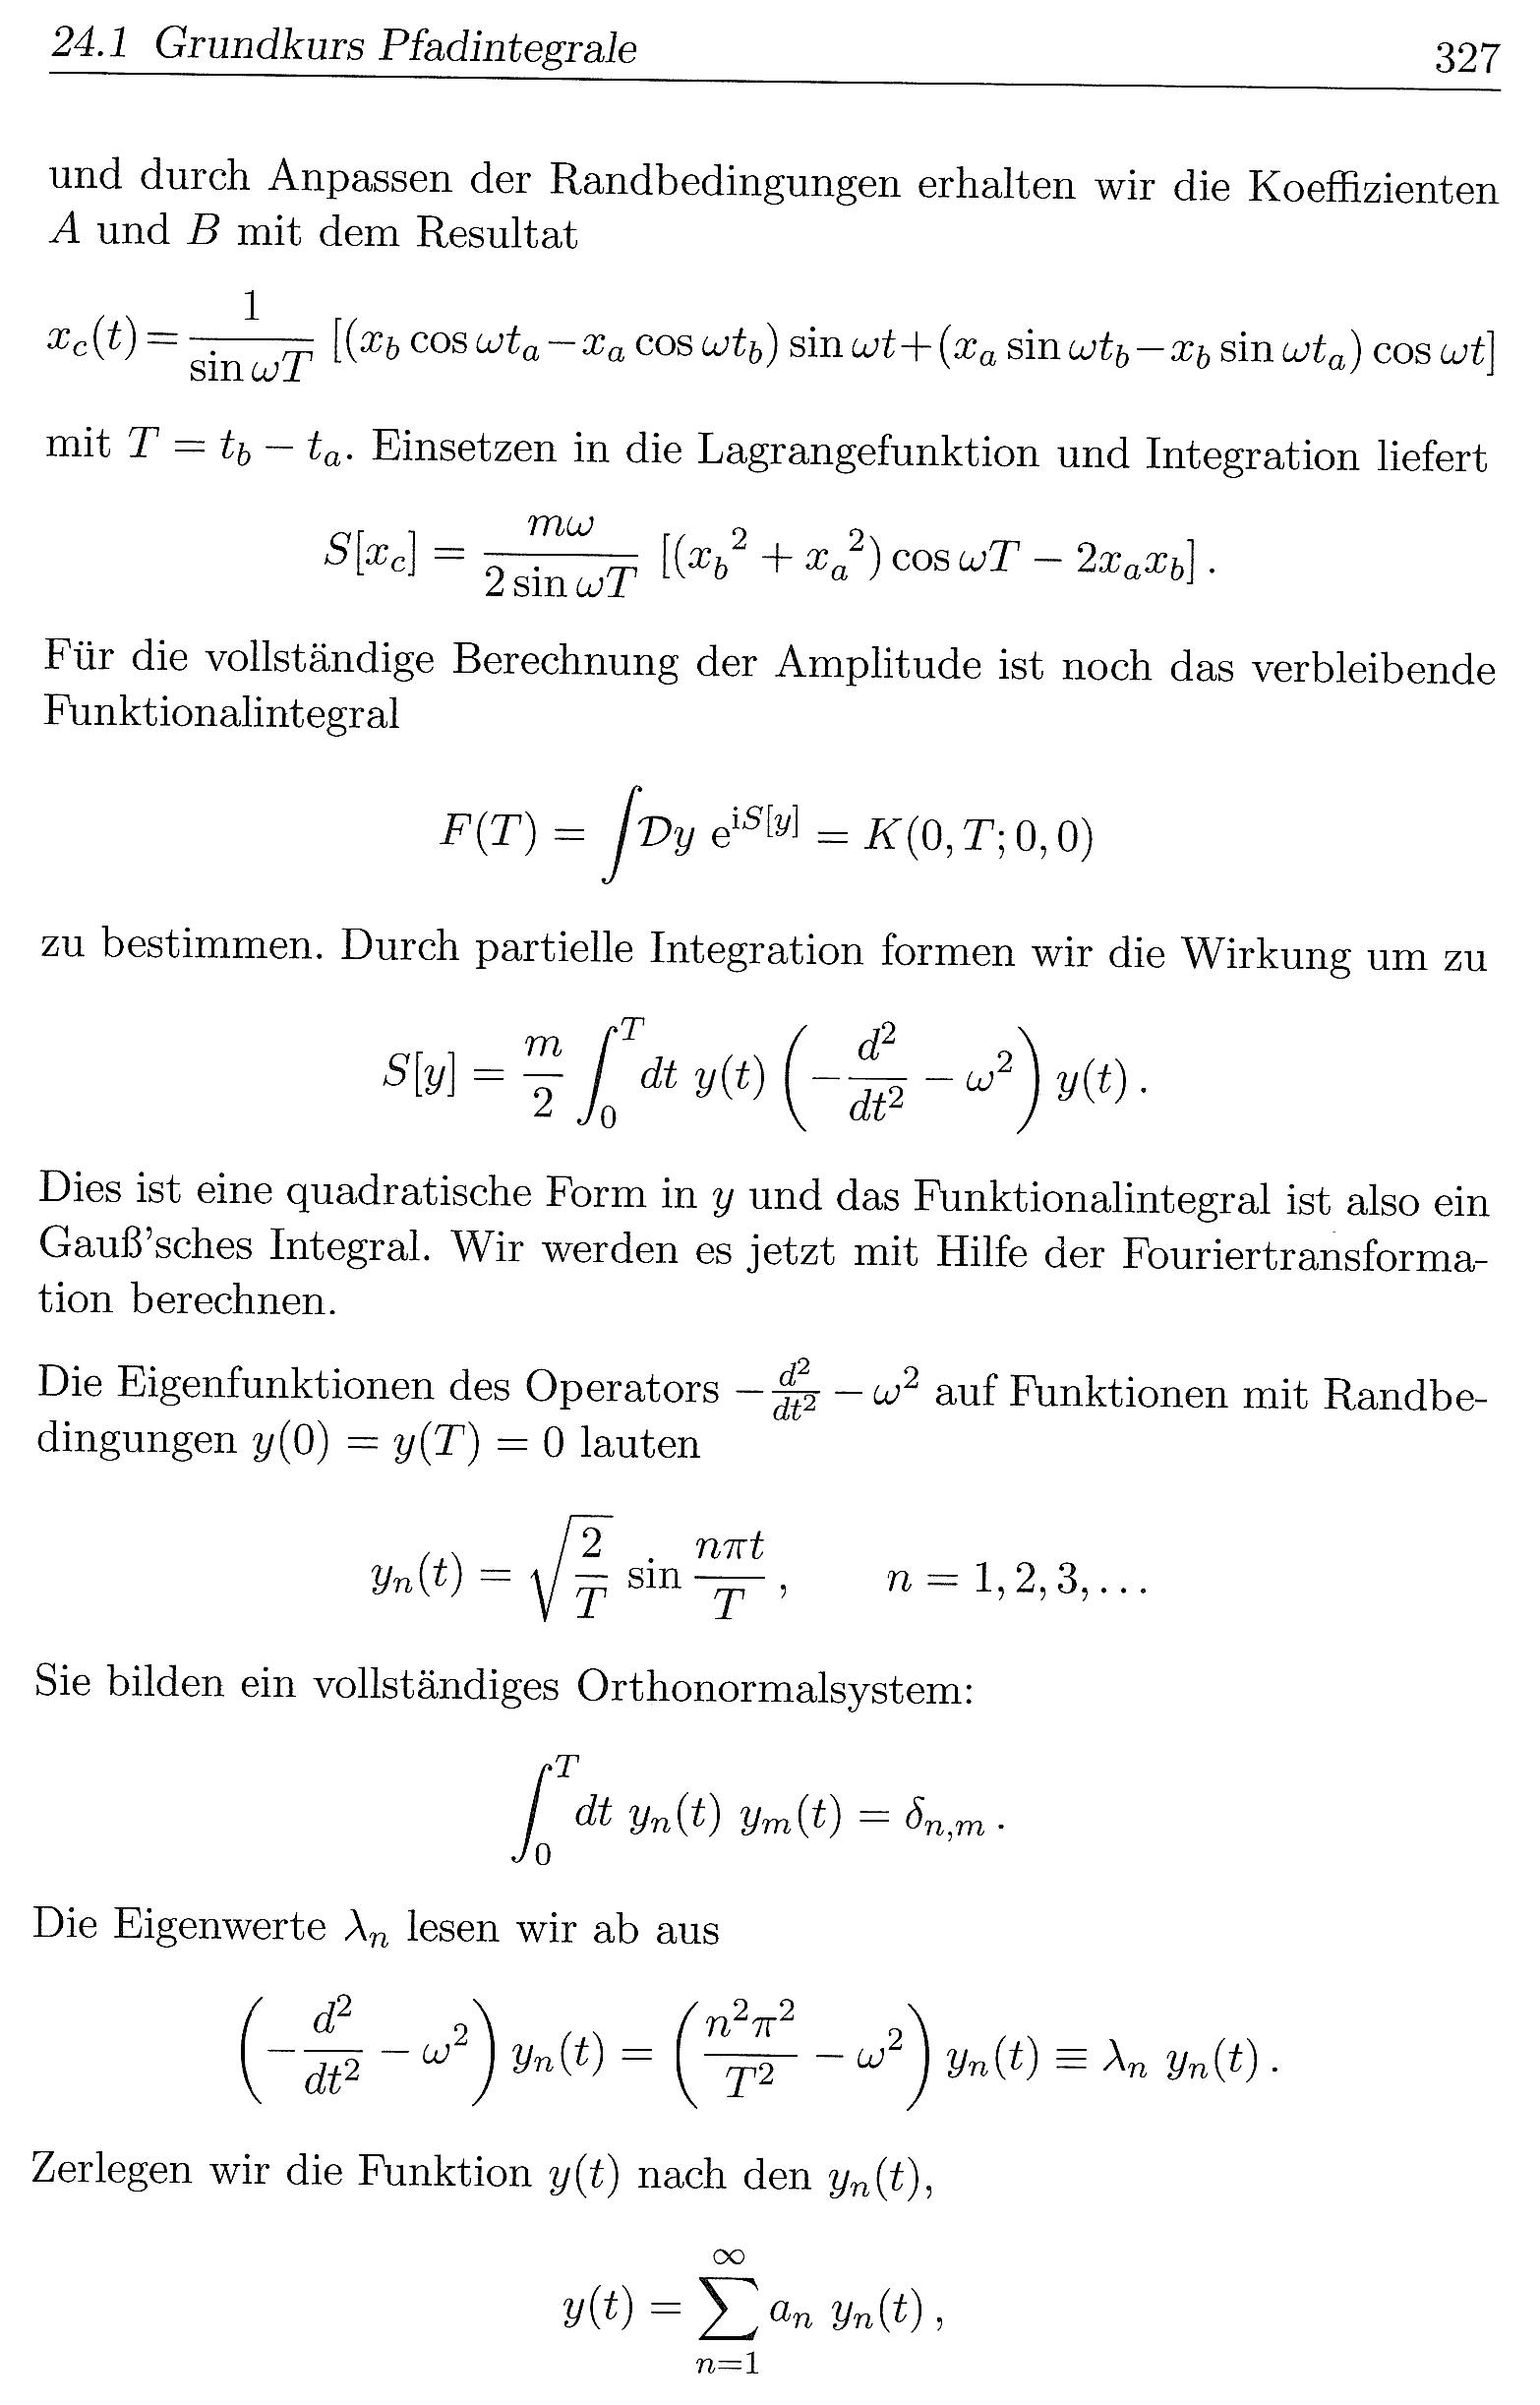 24.1 Grundkurs Pfadintegrale 327
und durch Anpassen der Randbedingungen erhalten wir die Koeffizienten
A und B mit dem Resultat
$x_c(t) = \frac{1}{\sin \omega T} [(x_b \cos \omega t_a - x_a \cos \omega t_b) \sin \omega t + (x_a \sin \omega t_b - x_b \sin \omega t_a) \cos \omega t]$
mit $T = t_b - t_a$. Einsetzen in die Lagrangefunktion und Integration liefert
$S[x_c] = \frac{m\omega}{2 \sin \omega T} [(x_b{}^2 + x_a{}^2) \cos \omega T - 2x_a x_b] .$
Für die vollständige Berechnung der Amplitude ist noch das verbleibende
Funktionalintegral
$F(T) = \int \mathcal{D}y \; \mathrm{e}^{\mathrm{i}S[y]} = K(0, T; 0, 0)$
zu bestimmen. Durch partielle Integration formen wir die Wirkung um zu
$S[y] = \frac{m}{2} \int_0^T dt \; y(t) \left( -\frac{d^2}{dt^2} - \omega^2 \right) y(t) .$
Dies ist eine quadratische Form in $y$ und das Funktionalintegral ist also ein
Gauß'sches Integral. Wir werden es jetzt mit Hilfe der Fouriertransforma-
tion berechnen.
Die Eigenfunktionen des Operators $-\frac{d^2}{dt^2} - \omega^2$ auf Funktionen mit Randbe-
dingungen $y(0) = y(T) = 0$ lauten
$y_n(t) = \sqrt{\frac{2}{T}} \sin \frac{n\pi t}{T} , \qquad n = 1, 2, 3, \ldots$
Sie bilden ein vollständiges Orthonormalsystem:
$\int_0^T dt \; y_n(t) \; y_m(t) = \delta_{n,m} .$
Die Eigenwerte $\lambda_n$ lesen wir ab aus
$\left( -\frac{d^2}{dt^2} - \omega^2 \right) y_n(t) = \left( \frac{n^2\pi^2}{T^2} - \omega^2 \right) y_n(t) \equiv \lambda_n \; y_n(t) .$
Zerlegen wir die Funktion $y(t)$ nach den $y_n(t)$,
$y(t) = \sum_{n=1}^{\infty} a_n \; y_n(t) ,$